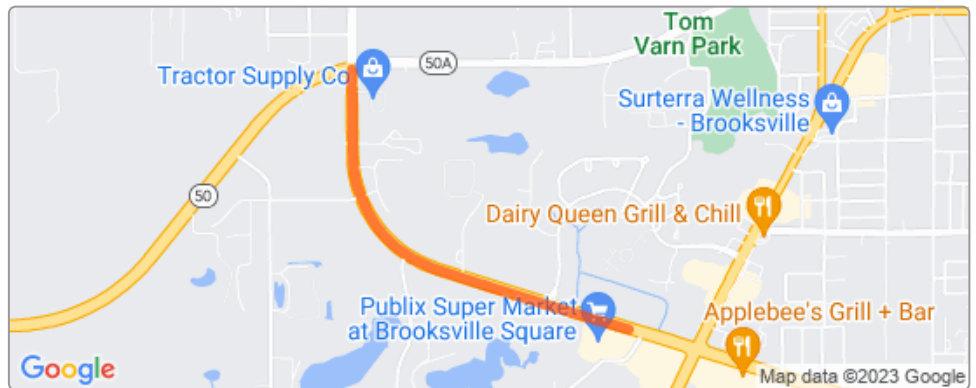 Tom
Varn Park
50A
Tractor Supply Co
Surterra Wellness
- Brooksville
50
Dairy Queen Grill & Chill
Publix Super Market
at Brooksville Square
Applebee's Grill + Bar
Google
Map data ©2023 Google